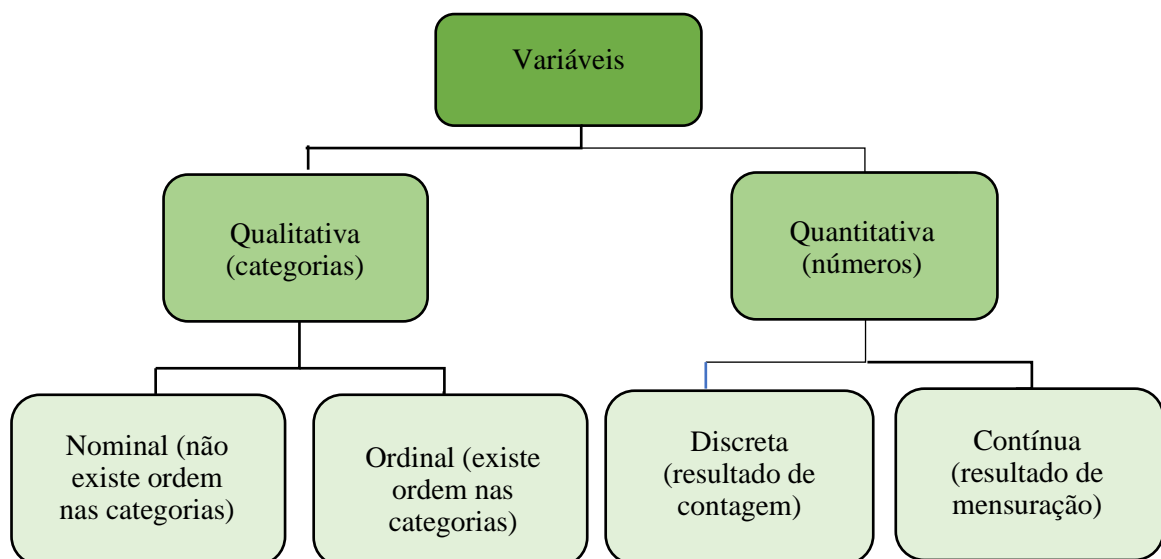 Variáveis
Qualitativa
(categorias)
Quantitativa
(números)
Nominal (não
existe ordem
nas categorias)
Ordinal (existe
ordem nas
categorias)
Discreta
(resultado de
contagem)
Contínua
(resultado de
mensuração)